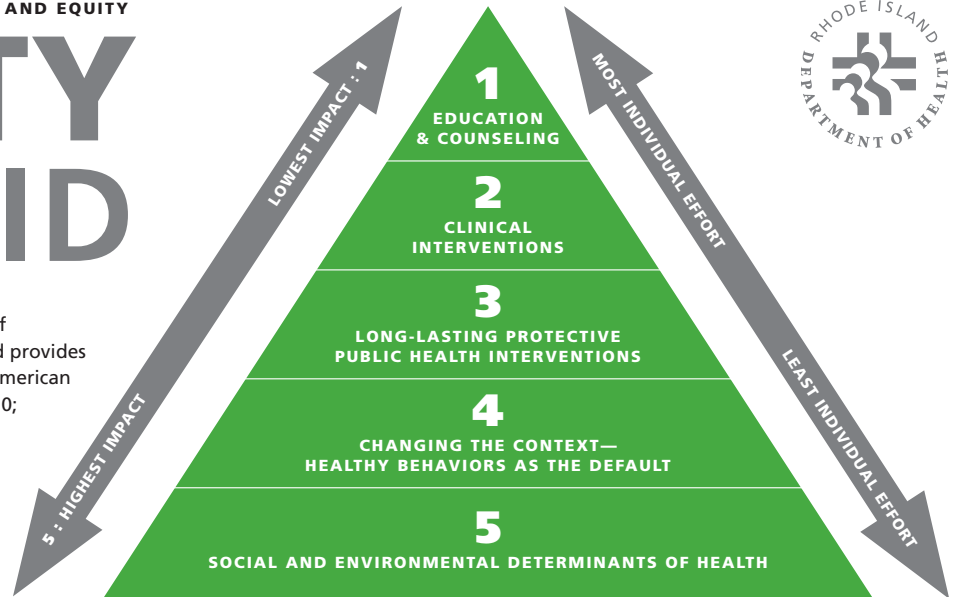 AND EQUITY
TY
ID
f
d provides
merican
0;
LOWEST IMPACT : 1
5 : HIGHEST IMPACT
1
EDUCATION
& COUNSELING
2
CLINICAL
INTERVENTIONS
3
LONG-LASTING PROTECTIVE
PUBLIC HEALTH INTERVENTIONS
4
CHANGING THE CONTEXT—
HEALTHY BEHAVIORS AS THE DEFAULT
5
SOCIAL AND ENVIRONMENTAL DETERMINANTS OF HEALTH
MOST INDIVIDUAL EFFORT
LEAST INDIVIDUAL EFFORT
RHODE ISLAND
DEPARTMENT OF HEALTH